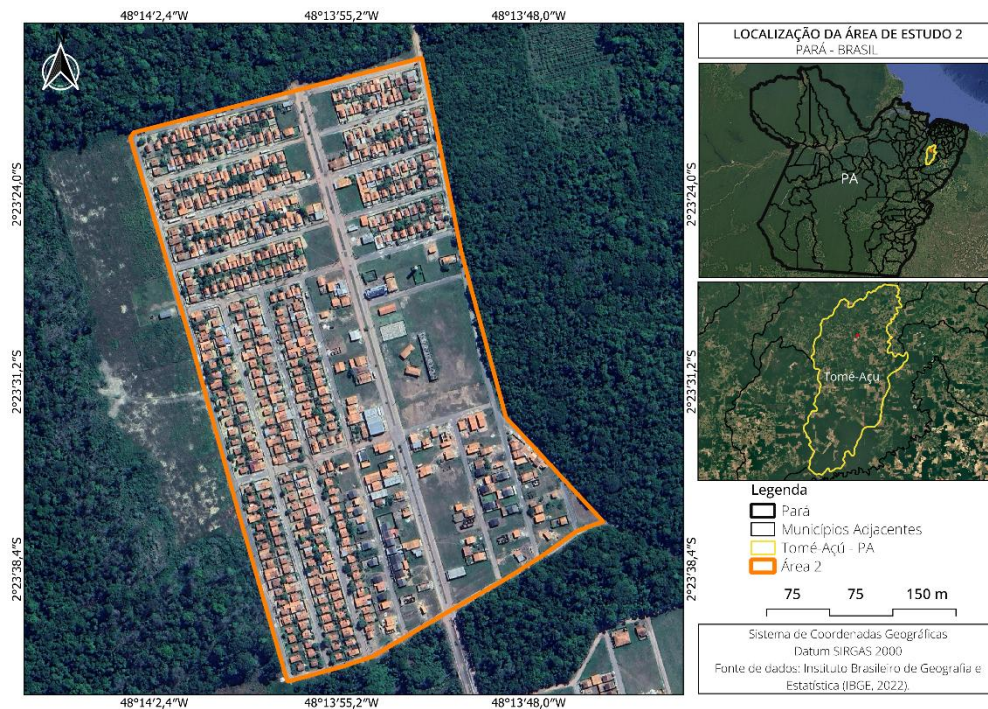 48°14′2,4″W 48°13′55,2″W 48°13′48,0″W
N
2°23′24,0″S 2°23′31,2″S 2°23′38,4″S
2°23′24,0″S 2°23′31,2″S 2°23′38,4″S
48°14′2,4″W 48°13′55,2″W 48°13′48,0″W
LOCALIZAÇÃO DA ÁREA DE ESTUDO 2
PARÁ - BRASIL
PA
Tomé-Açu
Legenda
Pará
Municípios Adjacentes
Tomé-Açú - PA
Área 2
75 75 150 m
Sistema de Coordenadas Geográficas
Datum SIRGAS 2000
Fonte de dados: Instituto Brasileiro de Geografia e
Estatística (IBGE, 2022).